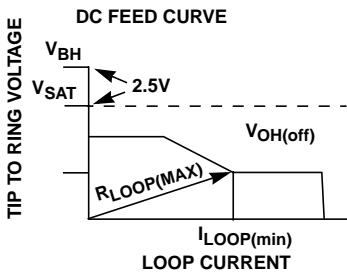 DC FEED CURVE
V_BH
2.5V
V_SAT
V_OH(off)
TIP TO RING VOLTAGE
R_LOOP(MAX)
I_LOOP(min)
LOOP CURRENT